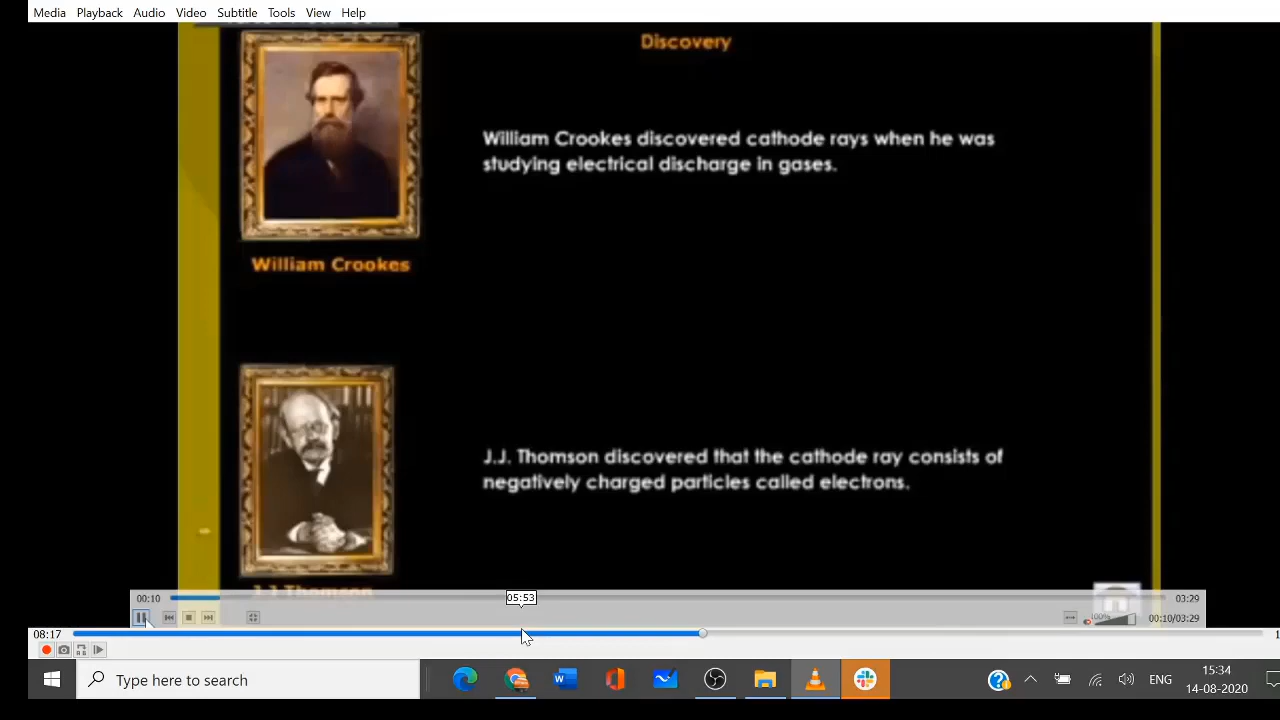 Media Playback Audio Video Subtitle Tools View Help
Discovery
William Crookes discovered cathode rays when he was
studying electrical discharge in gases.
William Crookes
J.J. Thomson discovered that the cathode ray consists of
negatively charged particles called electrons.
J.J Thomson
00:10
05:53
03:29
100%
00:10/03:29
08:17
Type here to search
ENG
15:34
14-08-2020